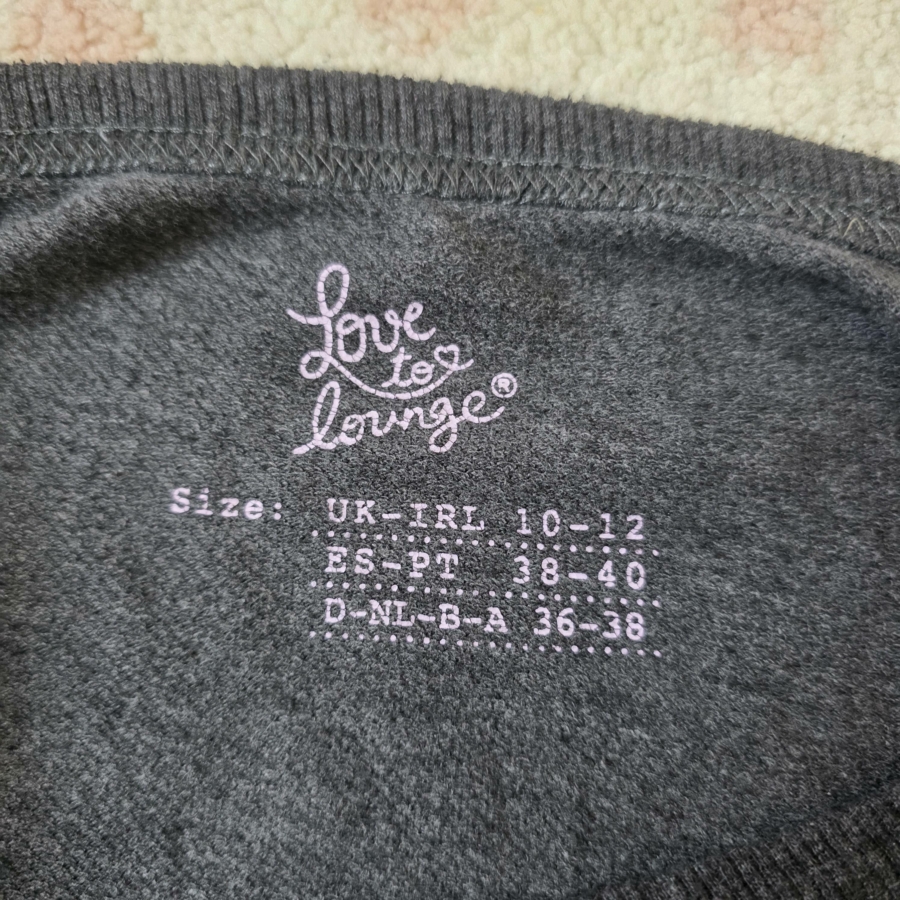 Love
to
lounge®
Size: UK-IRL 10-12
ES-PT 38-40
D-NL-B-A 36-38